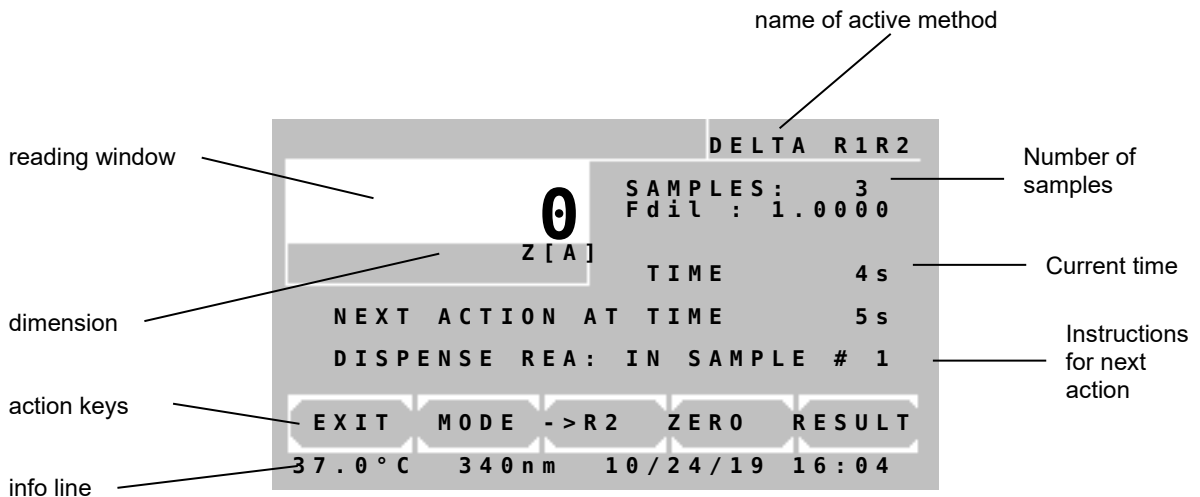 name of active method
DELTA R1R2
reading window
Number of
samples
SAMPLES: 3
Fdil : 1.0000
0
Z[A]
Current time
TIME 4s
dimension
NEXT ACTION AT TIME 5s
Instructions
for next
action
DISPENSE REA: IN SAMPLE # 1
action keys
EXIT MODE ->R2 ZERO RESULT
info line
37.0°C 340nm 10/24/19 16:04